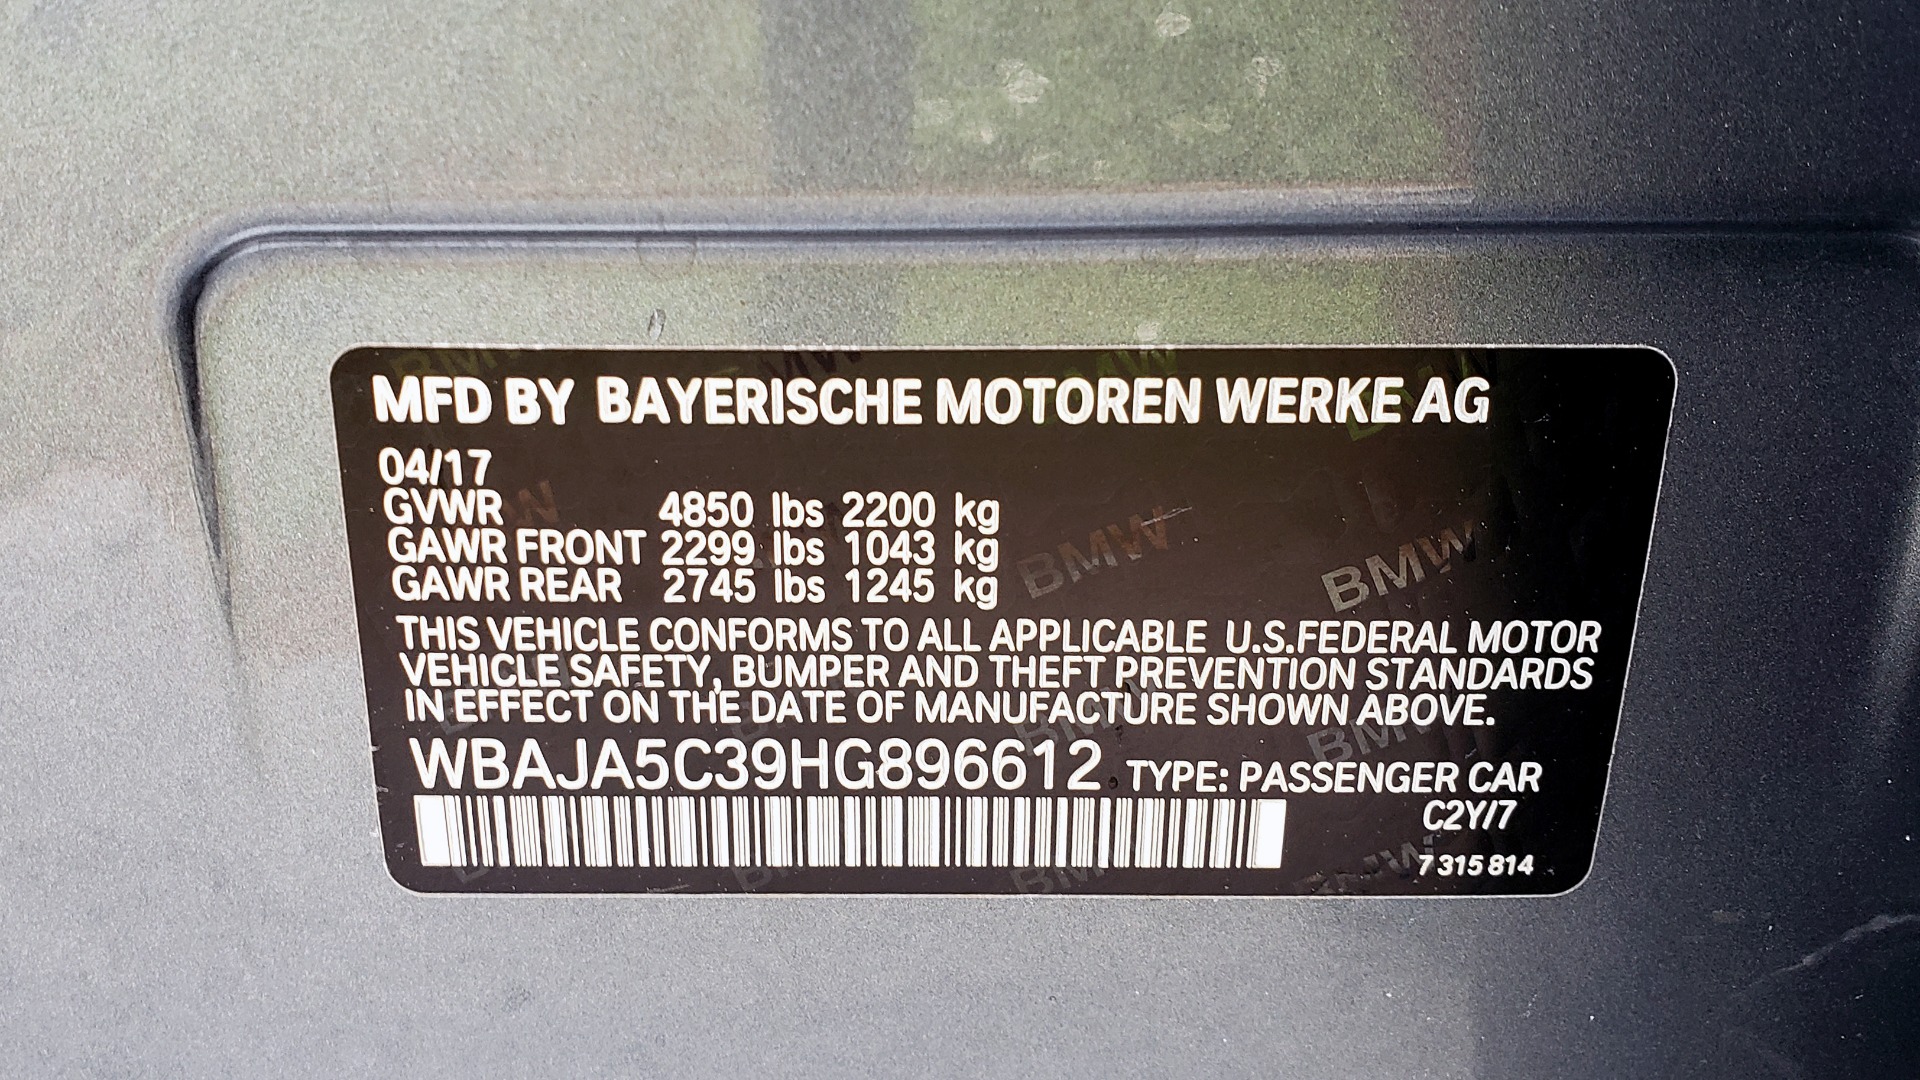 MFD BY BAYERISCHE MOTOREN WERKE AG
04/17
GVWR 4850 lbs 2200 kg
GAWR FRONT 2299 lbs 1043 kg
GAWR REAR 2745 lbs 1245 kg
THIS VEHICLE CONFORMS TO ALL APPLICABLE U.S.FEDERAL MOTOR
VEHICLE SAFETY, BUMPER AND THEFT PREVENTION STANDARDS
IN EFFECT ON THE DATE OF MANUFACTURE SHOWN ABOVE.
WBAJA5C39HG896612 TYPE: PASSENGER CAR
C2Y/7
7 315 814